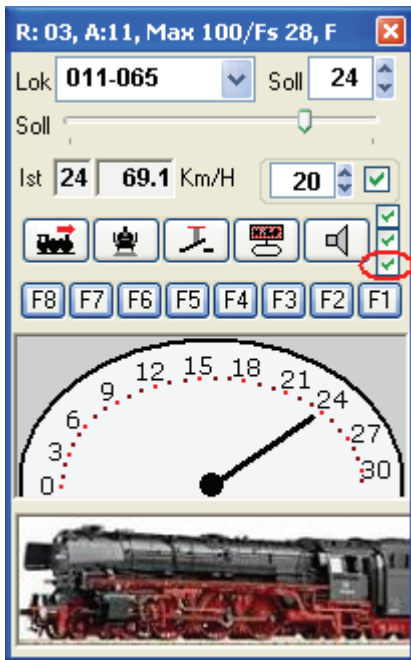 R: 03, A:11, Max 100/Fs 28, F
Lok 011-065 Soll 24
Soll
Ist 24 69.1 Km/H 20
F8 F7 F6 F5 F4 F3 F2 F1
0 3 6 9 12 15 18 21 24 27 30